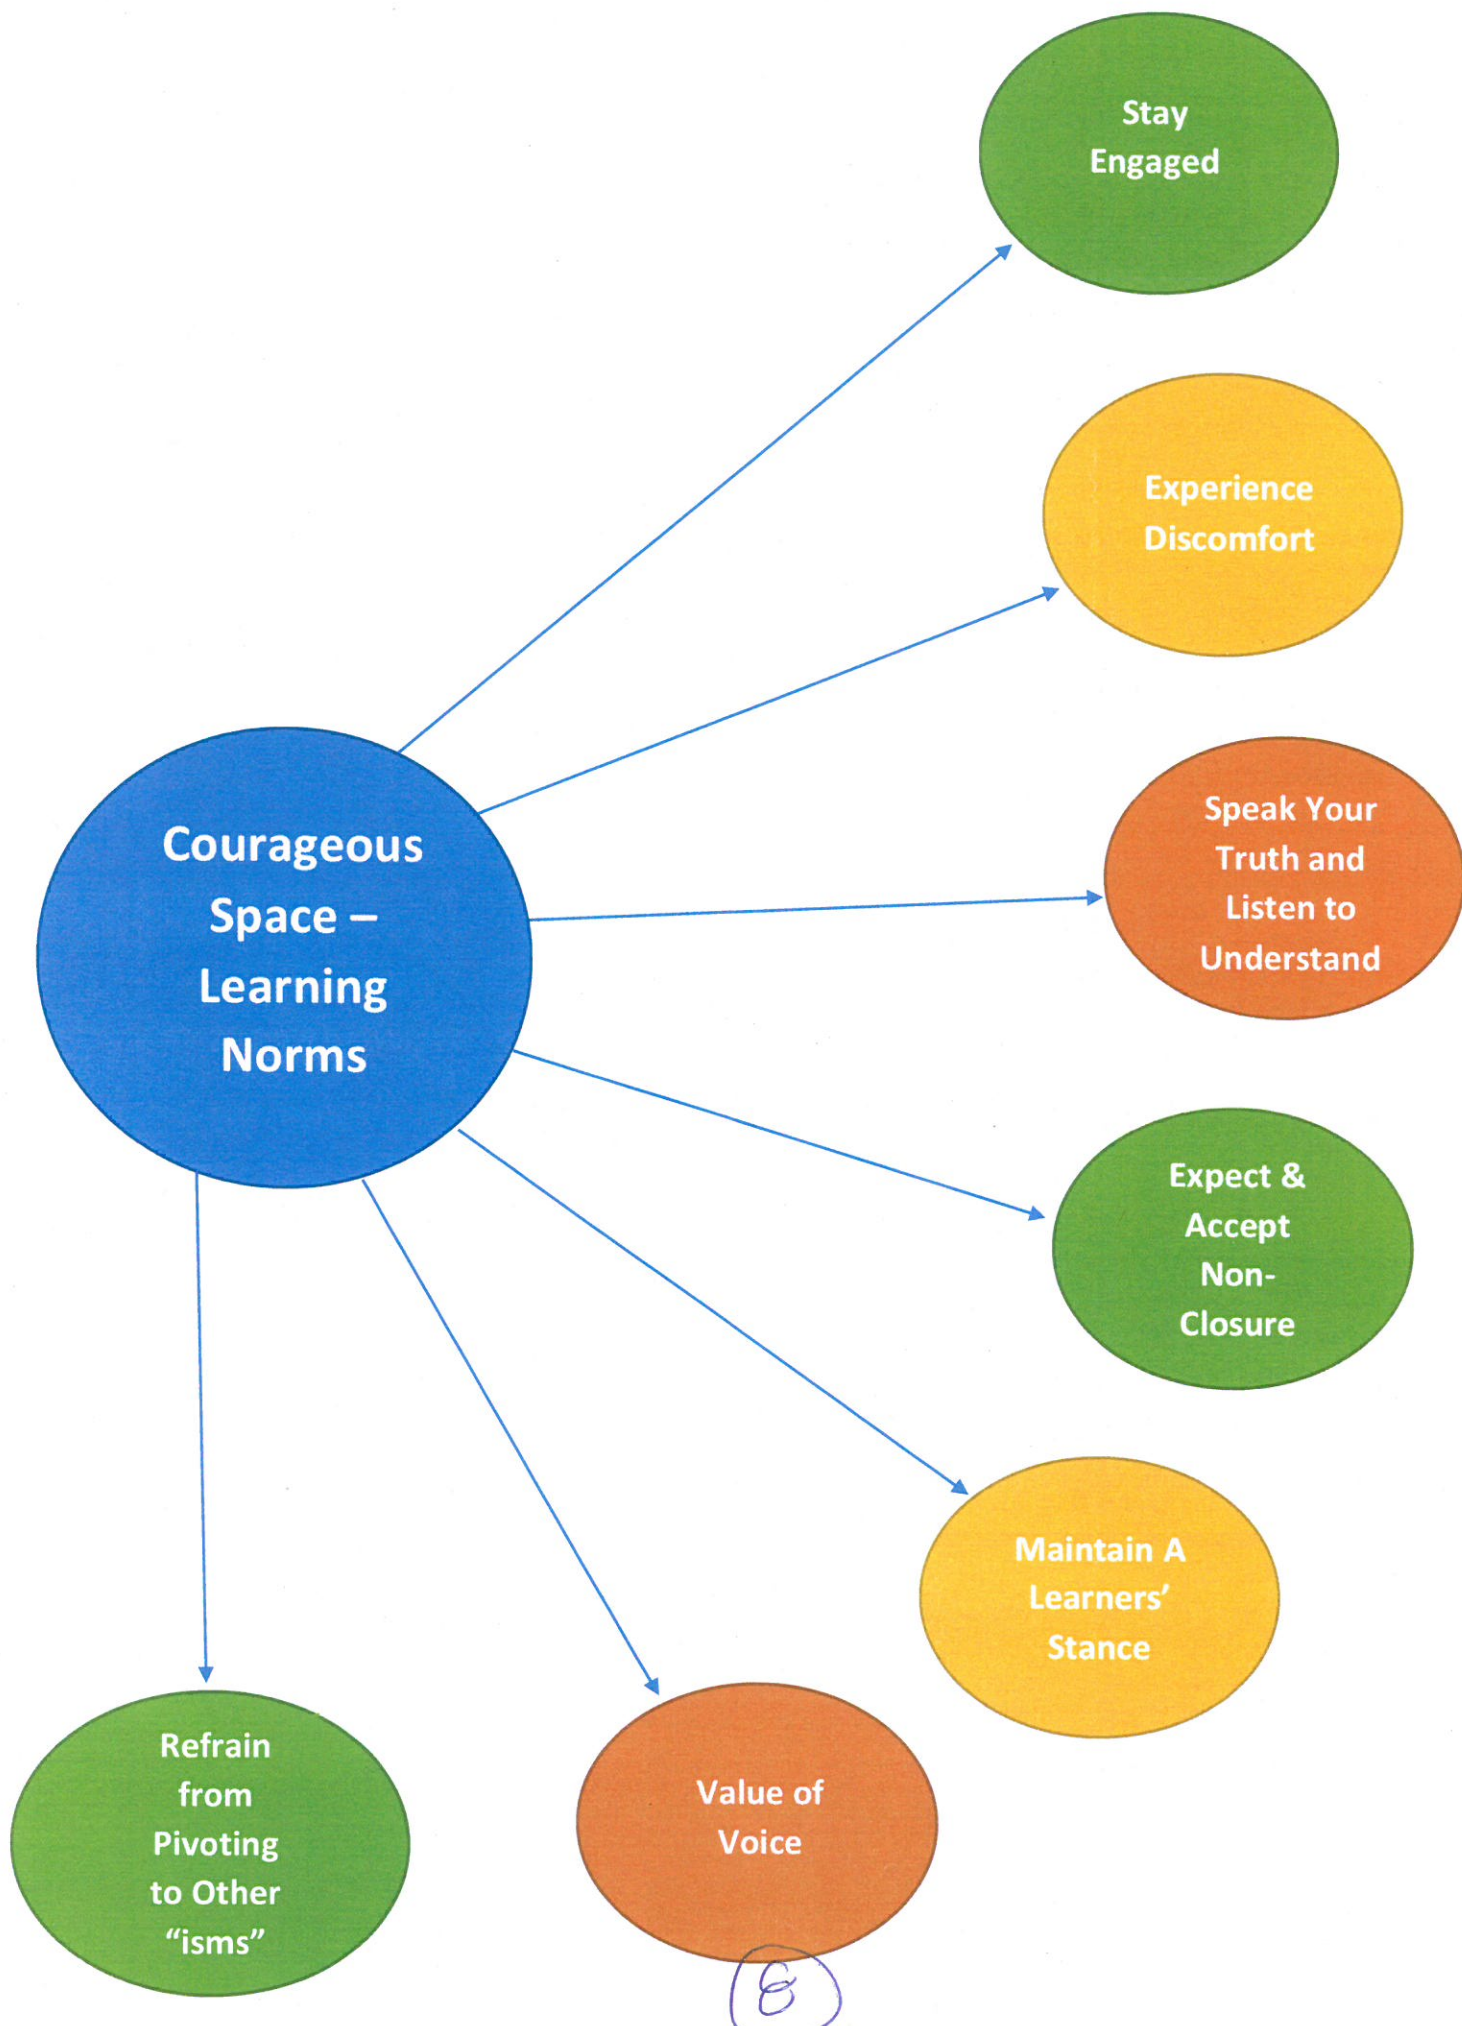 Stay
Engaged
Experience
Discomfort
Speak Your
Truth and
Listen to
Understand
Courageous
Space –
Learning
Norms
Expect &
Accept
Non-
Closure
Maintain A
Learners’
Stance
Value of
Voice
Refrain
from
Pivoting
to Other
“isms”
8